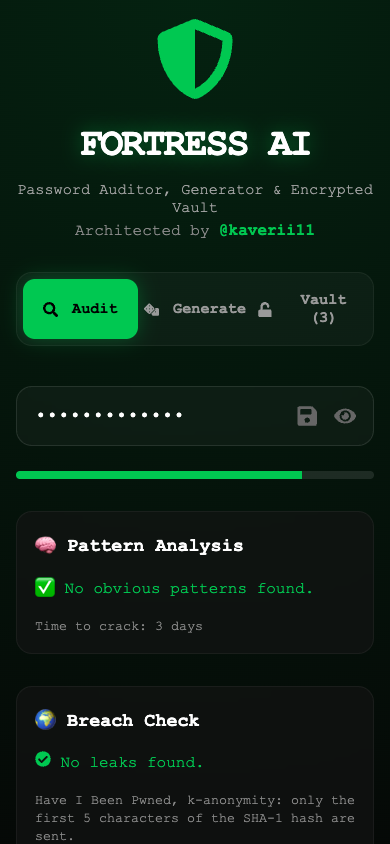 FORTRESS AI
Password Auditor, Generator & Encrypted
Vault
Architected by @kaverii11
Audit
Generate
Vault
(3)
•••••••••••••
Pattern Analysis
No obvious patterns found.
Time to crack: 3 days
Breach Check
No leaks found.
Have I Been Pwned, k-anonymity: only the
first 5 characters of the SHA-1 hash are
sent.